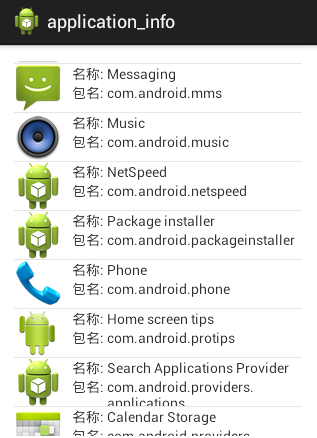 application_info
名称: Messaging
包名: com.android.mms
名称: Music
包名: com.android.music
名称: NetSpeed
包名: com.android.netspeed
名称: Package installer
包名: com.android.packageinstaller
名称: Phone
包名: com.android.phone
名称: Home screen tips
包名: com.android.protips
名称: Search Applications Provider
包名: com.android.providers.
applications
名称: Calendar Storage
包名: com.android.providers.